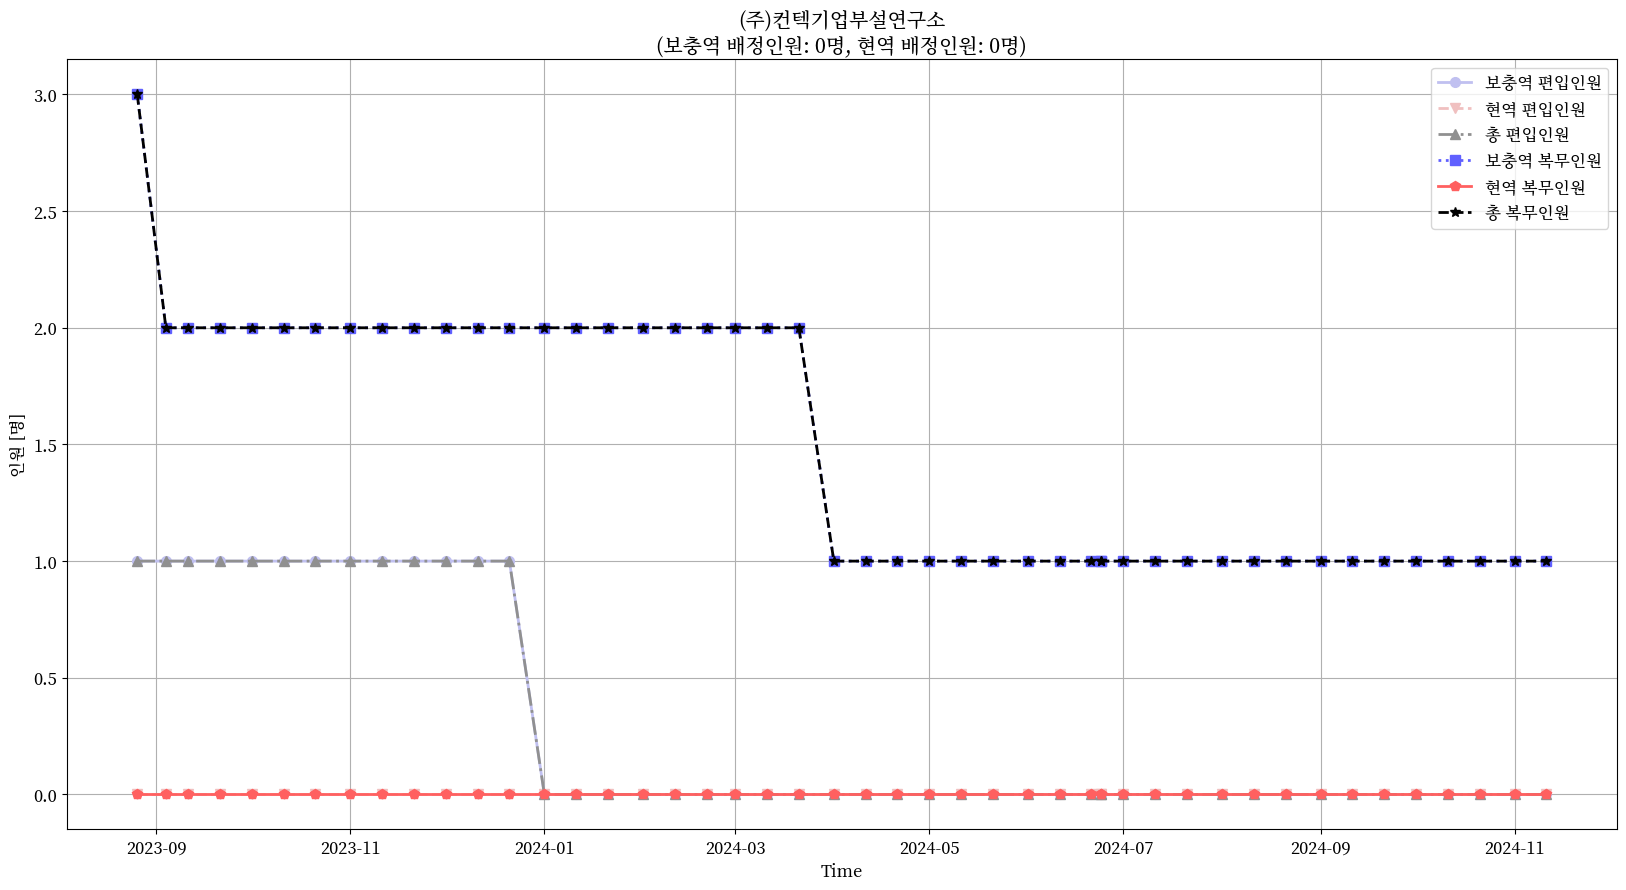 (주)컨텍기업부설연구소
(보충역 배정인원: 0명, 현역 배정인원: 0명)
보충역 편입인원
현역 편입인원
총 편입인원
보충역 복무인원
현역 복무인원
총 복무인원
3.0
2.5
2.0
1.5
1.0
0.5
0.0
인원 [명]
2023-09 2023-11 2024-01 2024-03 2024-05 2024-07 2024-09 2024-11
Time